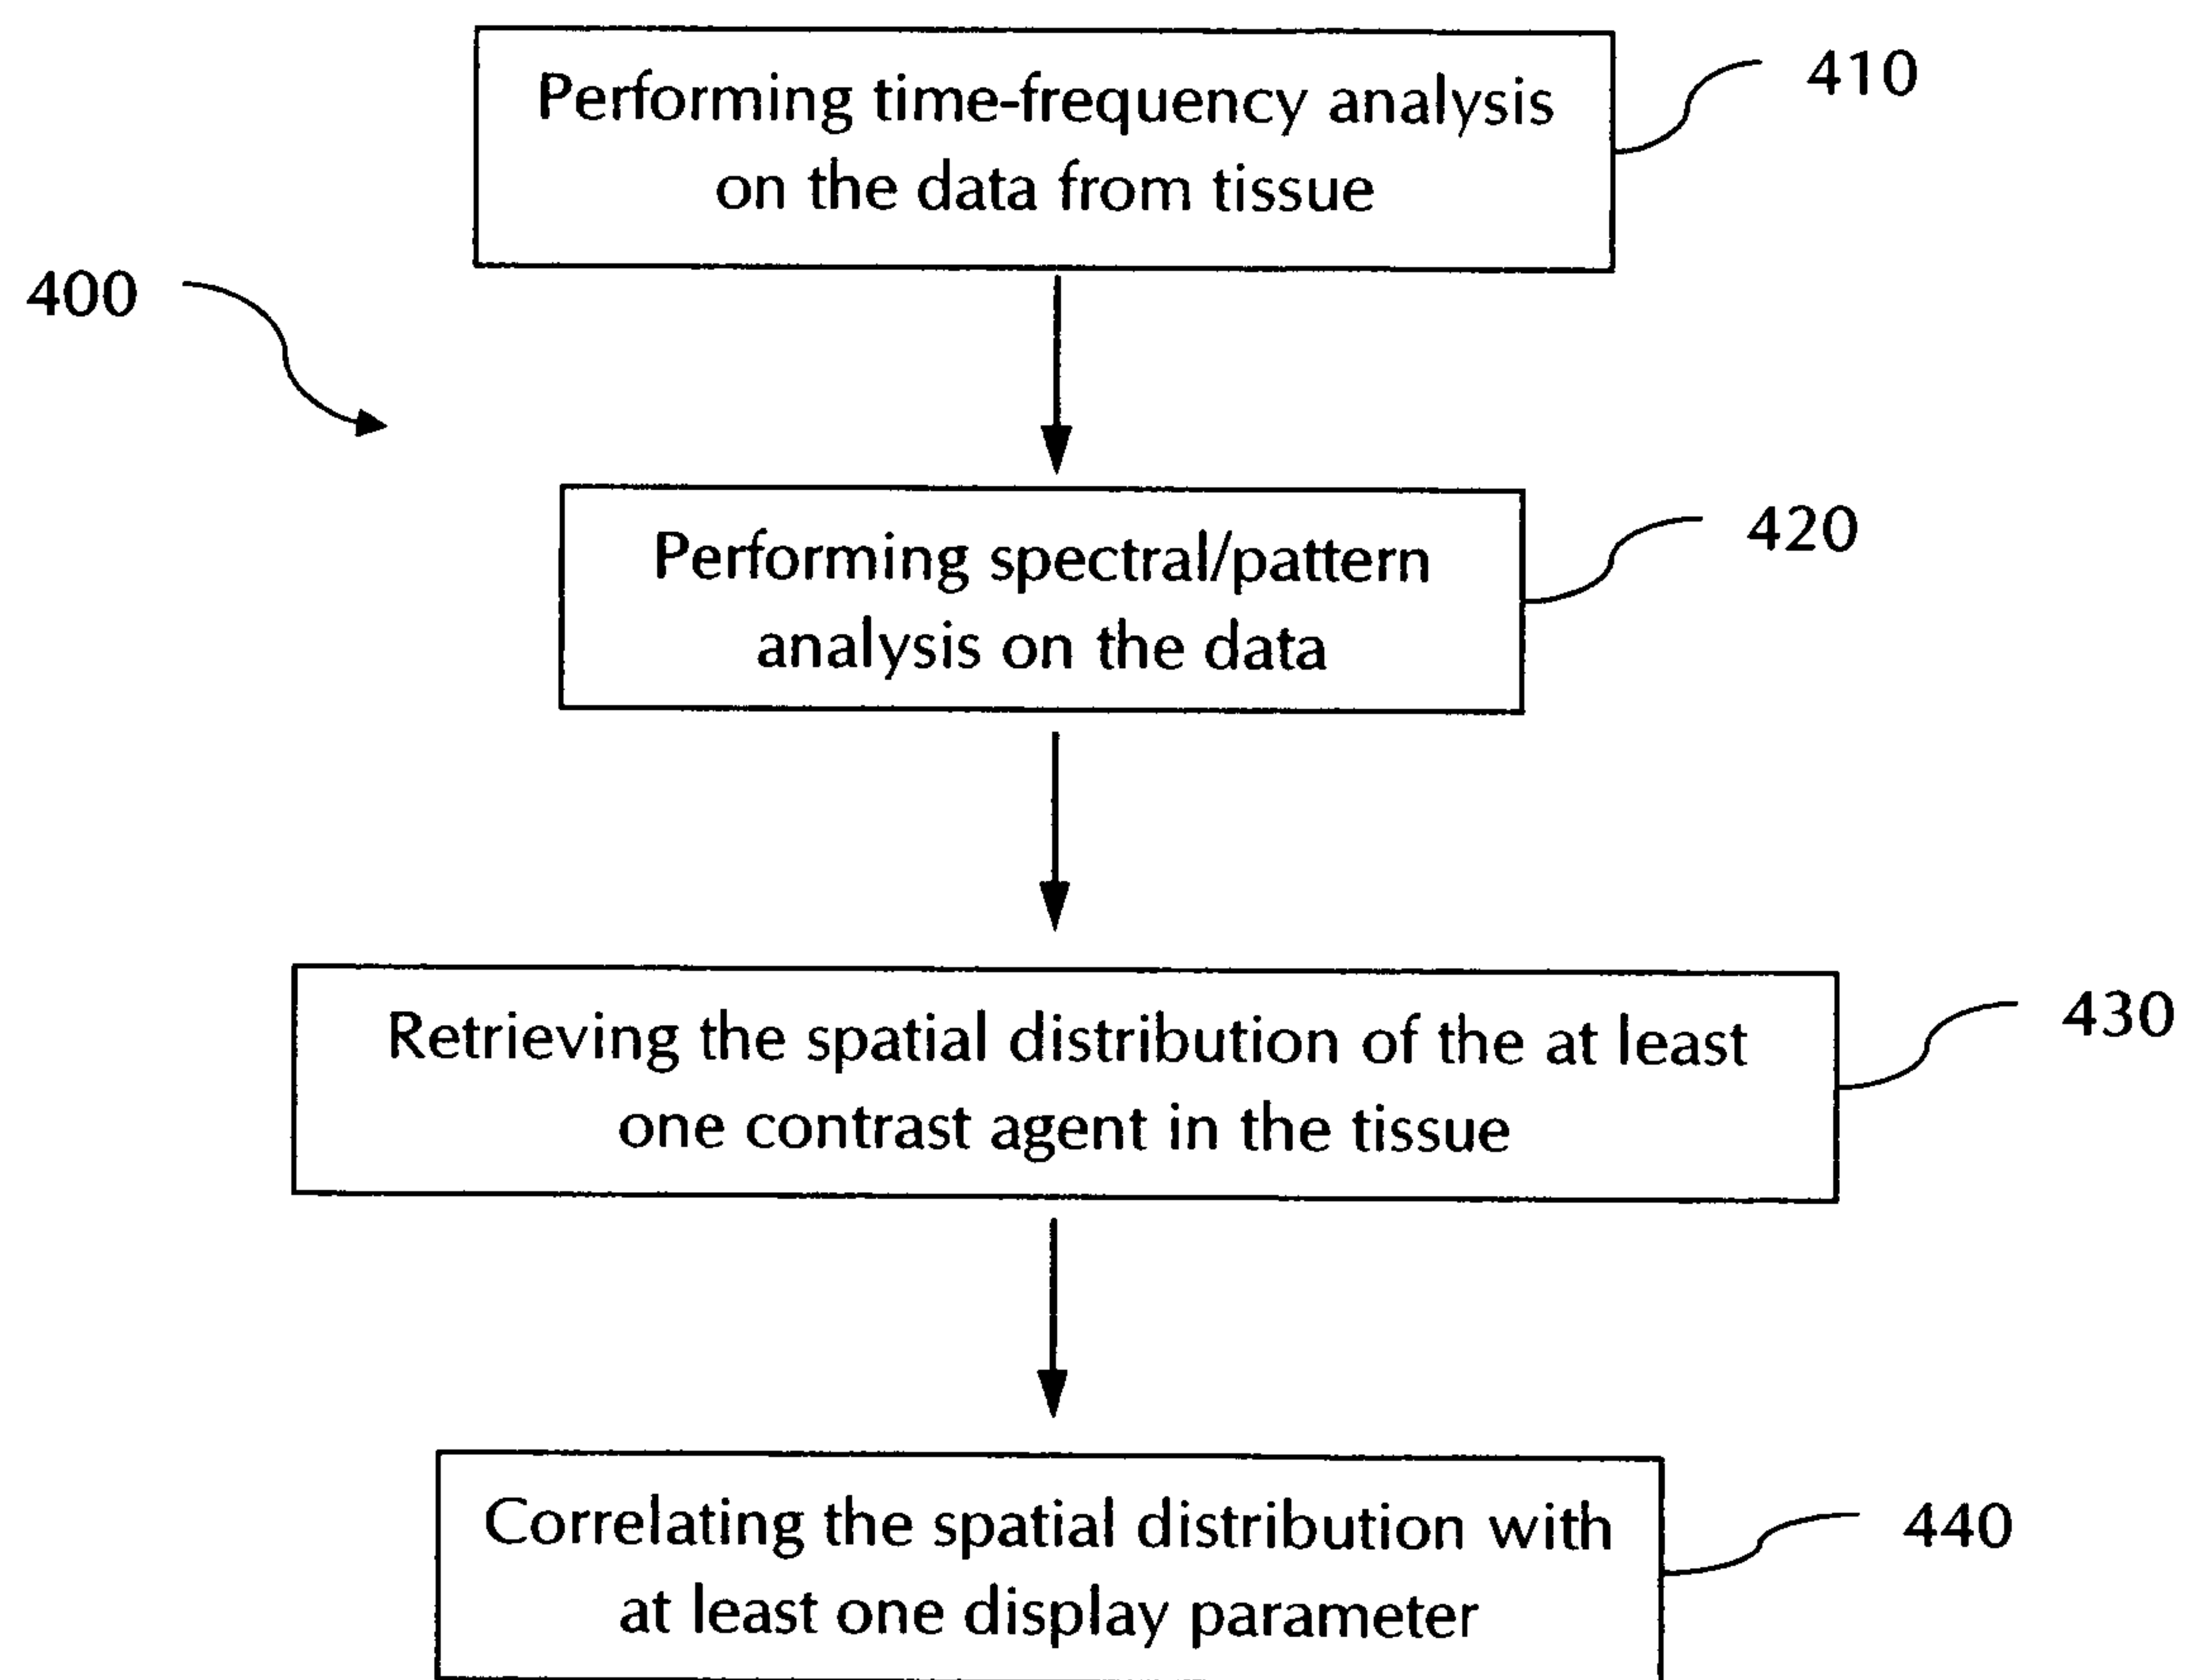 Performing time-frequency analysis
on the data from tissue
410
400
Performing spectral/pattern
analysis on the data
420
Retrieving the spatial distribution of the at least
one contrast agent in the tissue
430
Correlating the spatial distribution with
at least one display parameter
440